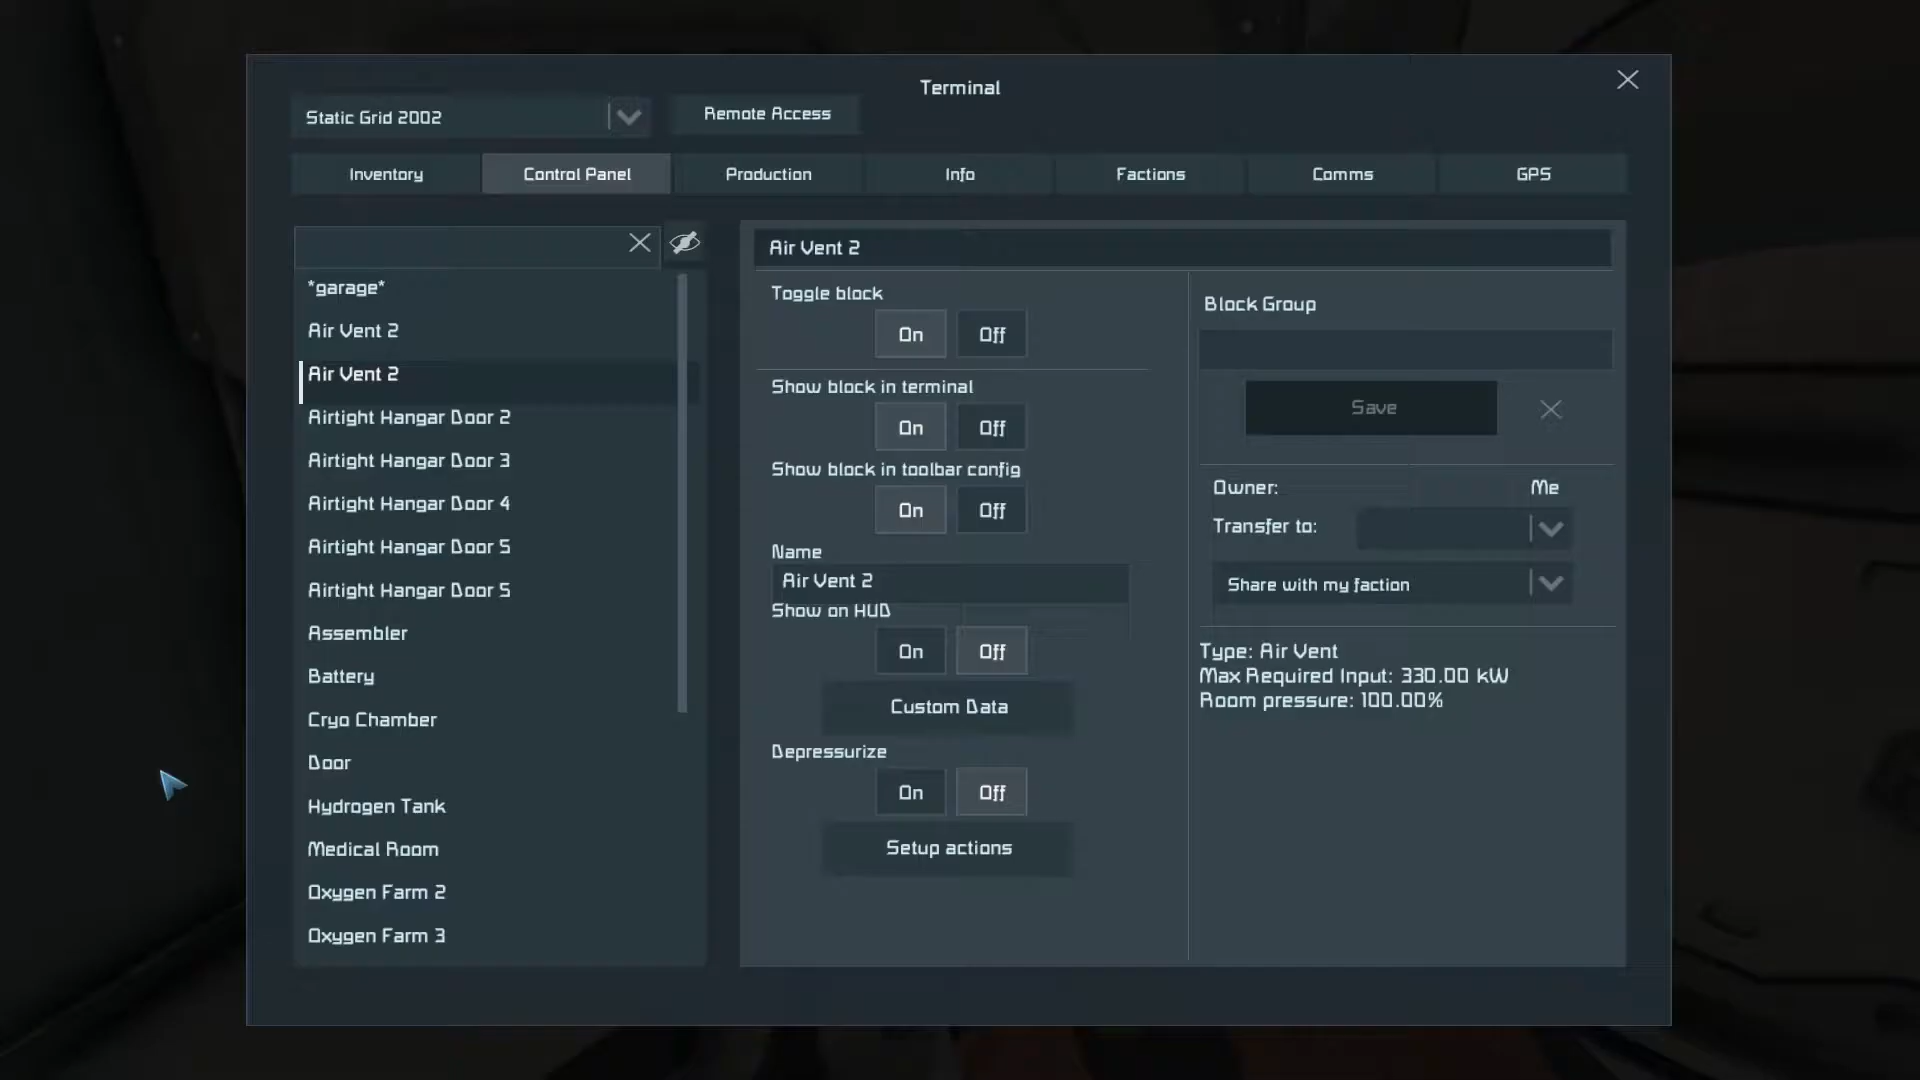 Terminal
Static Grid 2002
Remote Access
Inventory
Control Panel
Production
Info
Factions
Comms
GPS
*garage*
Air Vent 2
Air Vent 2
Airtight Hangar Door 2
Airtight Hangar Door 3
Airtight Hangar Door 4
Airtight Hangar Door 5
Airtight Hangar Door 5
Assembler
Battery
Cryo Chamber
Door
Hydrogen Tank
Medical Room
Oxygen Farm 2
Oxygen Farm 3
Air Vent 2
Toggle block
On Off
Show block in terminal
On Off
Show block in toolbar config
On Off
Name
Air Vent 2
Show on HUD
On Off
Custom Data
Depressurize
On Off
Setup actions
Block Group
Save
Owner: Me
Transfer to:
Share with my faction
Type: Air Vent
Max Required Input: 330.00 kW
Room pressure: 100.00%